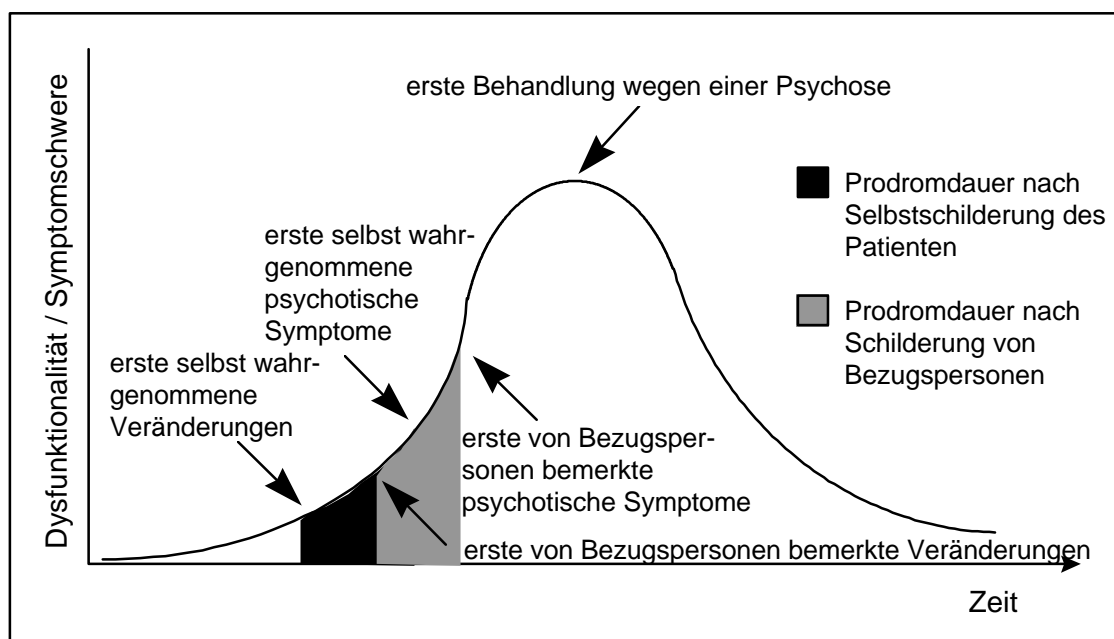 erste Behandlung wegen einer Psychose
Dysfunktionalität / Symptomschwere
Prodromdauer nach
Selbstschilderung des
Patienten
erste selbst wahr-
genommene
psychotische
Symptome
Prodromdauer nach
Schilderung von
Bezugspersonen
erste selbst wahr-
genommene
Veränderungen
erste von Bezugsper-
sonen bemerkte
psychotische Symptome
erste von Bezugspersonen bemerkte Veränderungen
Zeit